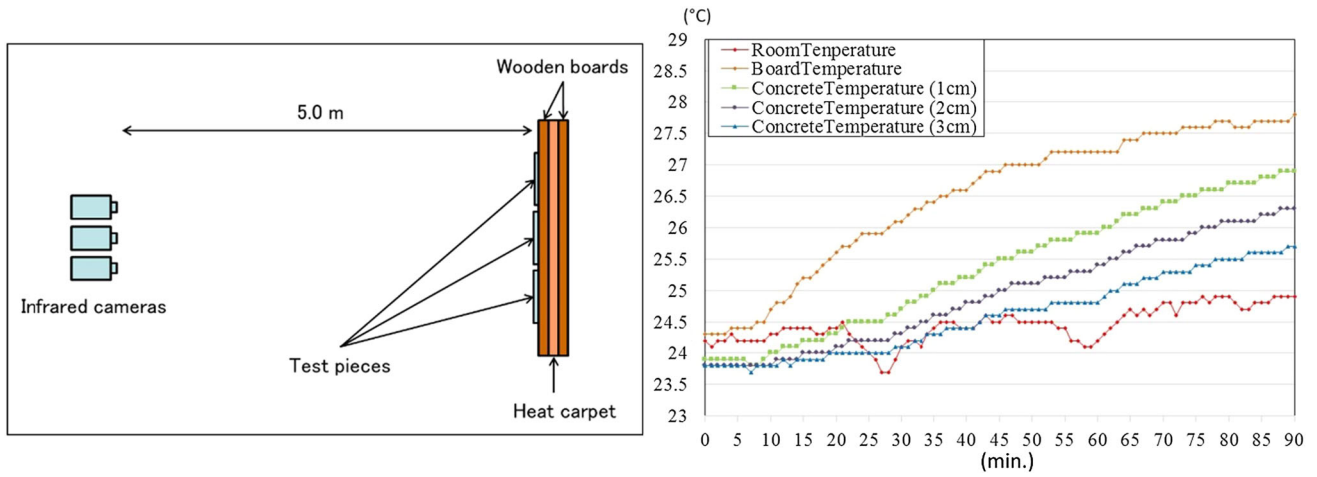 Wooden boards
5.0 m
Infrared cameras
Test pieces
Heat carpet
(°C)
RoomTenperature
BoardTemperature
ConcreteTemperature (1cm)
ConcreteTemperature (2cm)
ConcreteTemperature (3cm)
29
28.5
28
27.5
27
26.5
26
25.5
25
24.5
24
23.5
23
0 5 10 15 20 25 30 35 40 45 50 55 60 65 70 75 80 85 90
(min.)